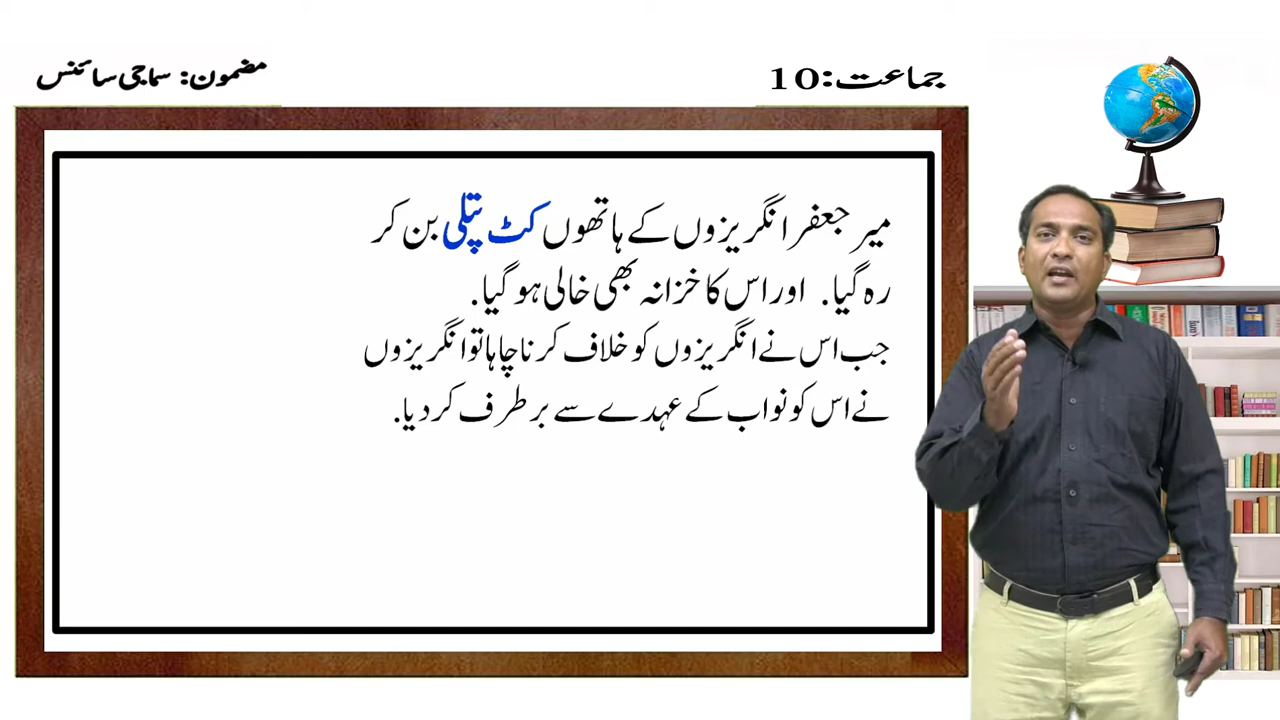 جماعت:10
مضمون: سماجی سائنس
میر جعفر انگریزوں کے ہاتھوں کٹ پتلی بن کر
رہ گیا. اور اس کا خزانہ بھی خالی ہو گیا.
جب اس نے انگریزوں کو خلاف کرنا چاہا تو انگریزوں
نے اس کو نواب کے عہدے سے برطرف کر دیا.